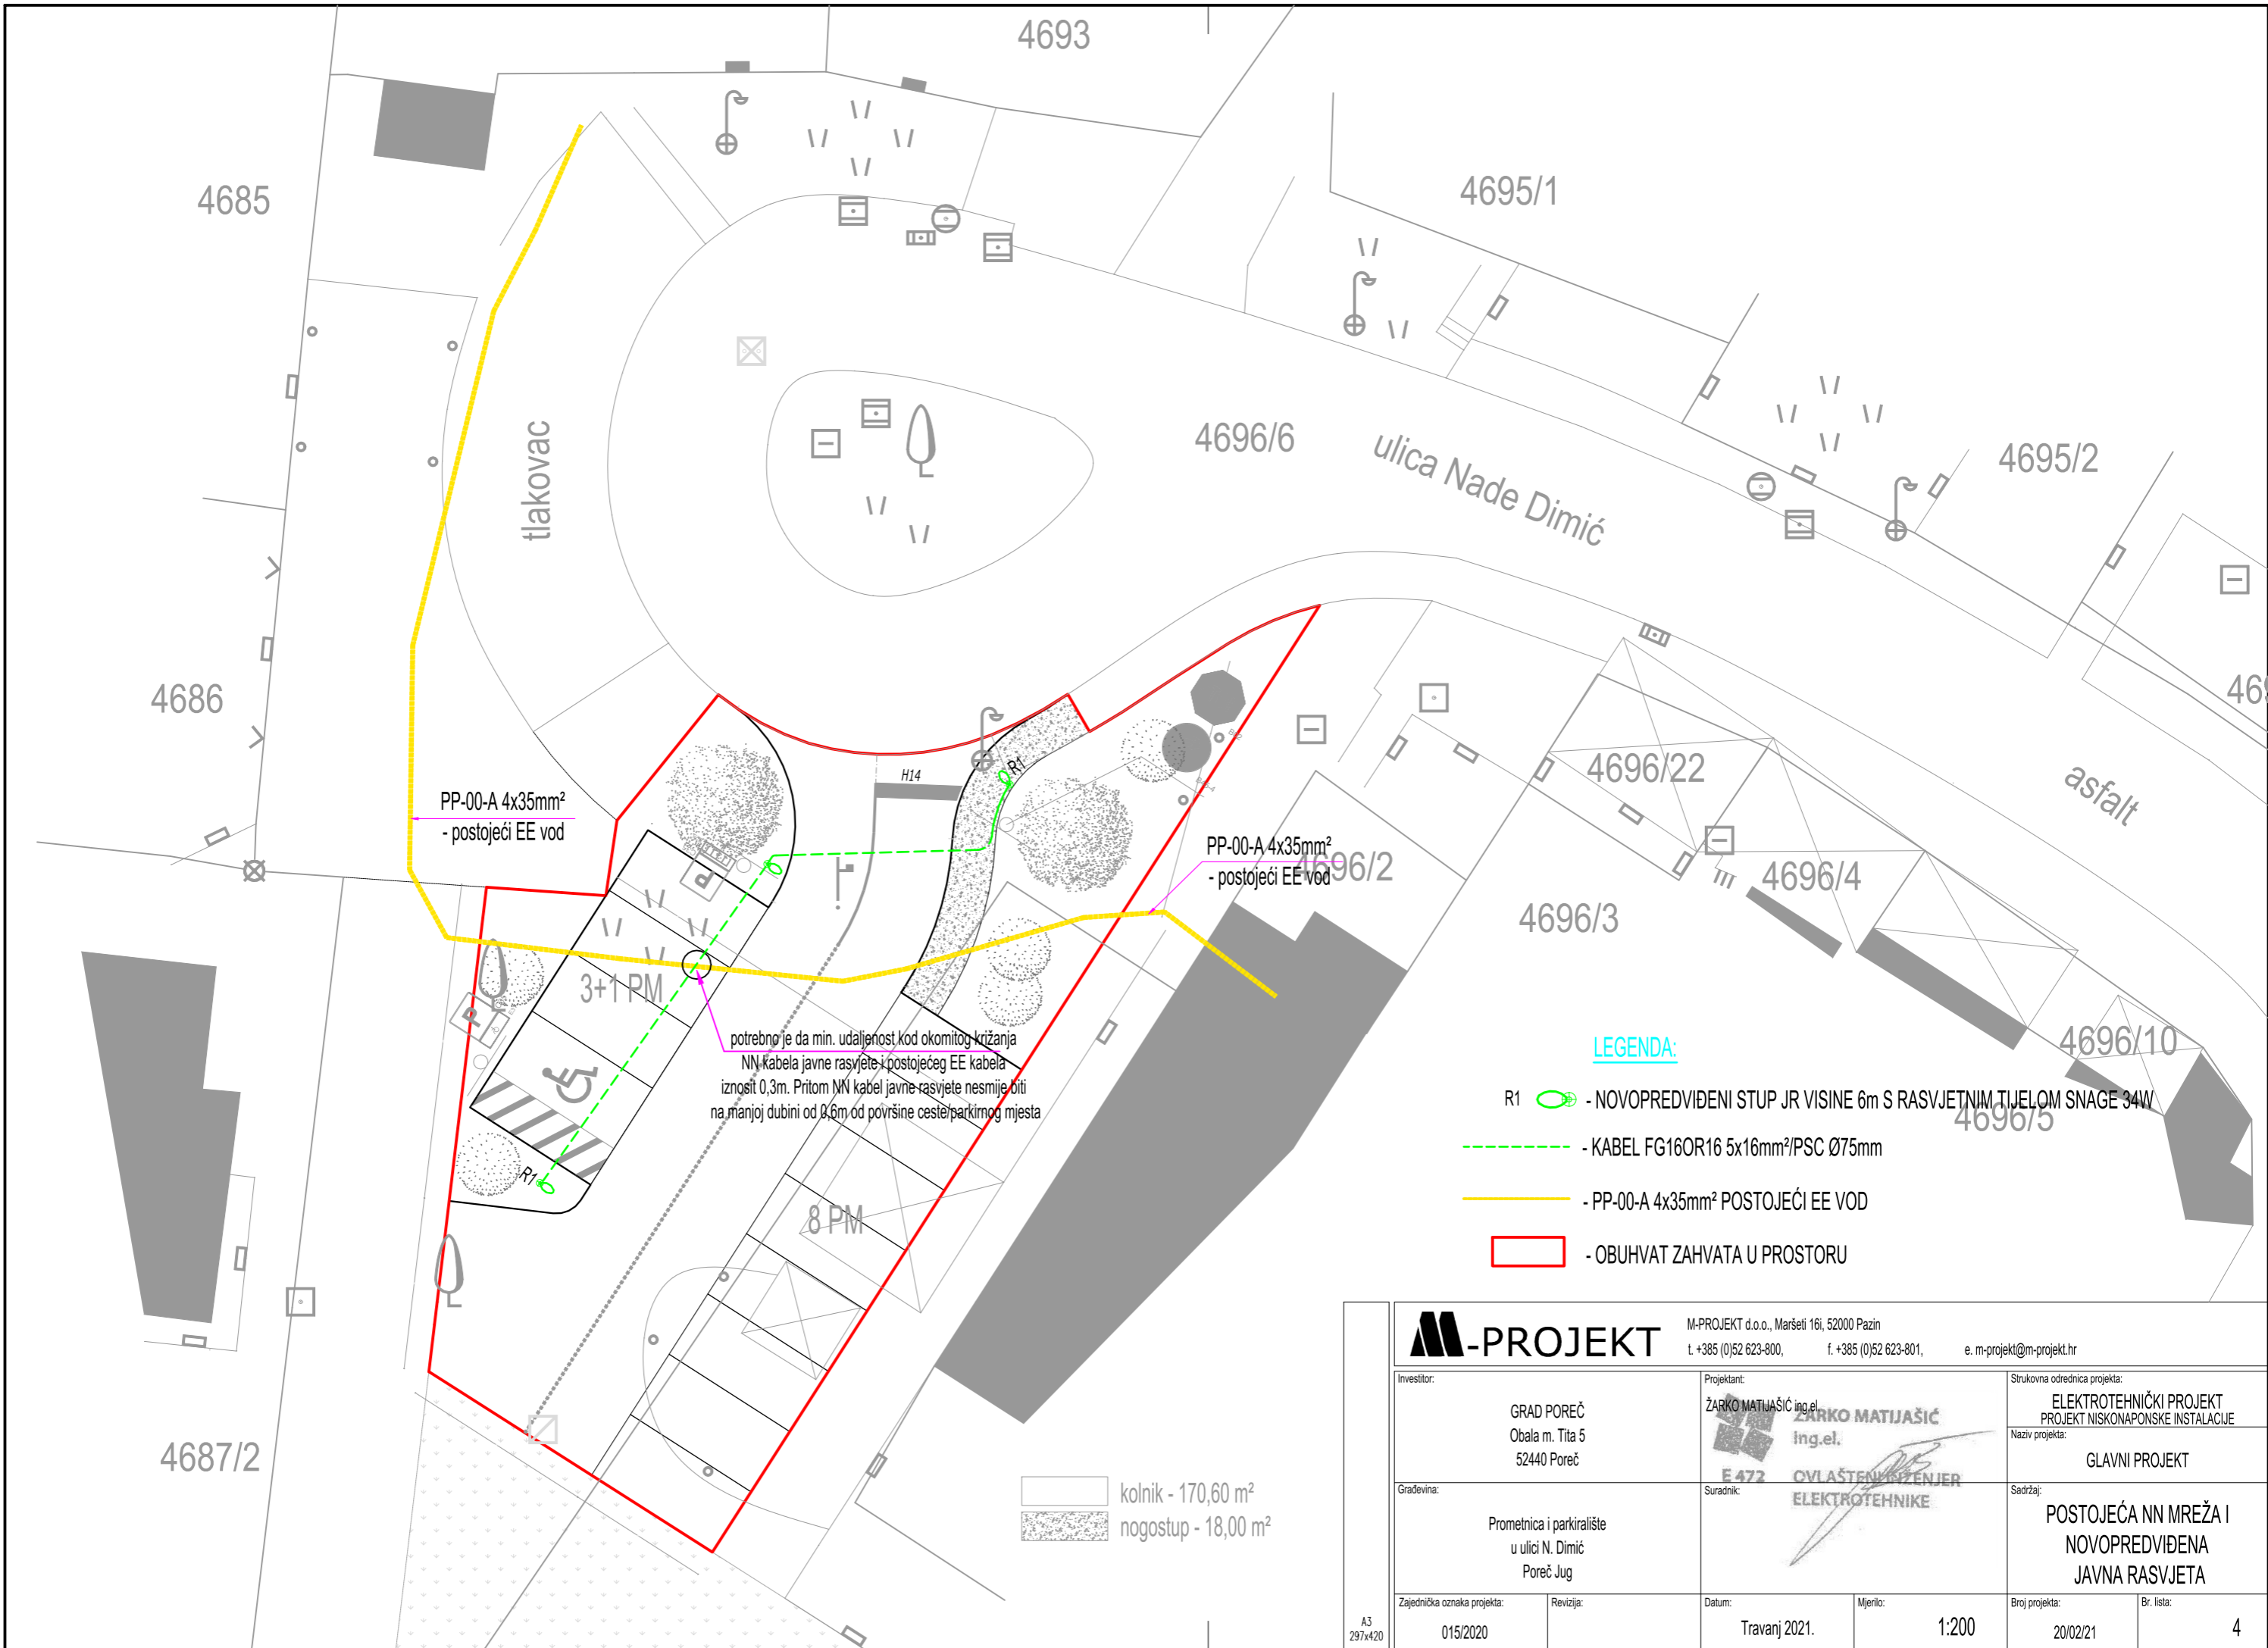 4693
4685
4695/1
4696/6
ulica Nade Dimić
4695/2
tlakovac
4686
asfalt
H14
R1
PP-00-A 4x35mm²
- postojeći EE vod
PP-00-A 4x35mm²
- postojeći EE vod
4696/2
4696/22
4696/4
4696/3
4696/10
4696/5
P
P
3+1 PM
potrebno je da min. udaljenost kod okomitog križanja
NN kabela javne rasvjete i postojećeg EE kabela
iznosit 0,3m. Pritom NN kabel javne rasvjete nesmije biti
na manjoj dubini od 0,6m od površine ceste/parkirnog mjesta
R1
8 PM
4687/2
LEGENDA:
R1 - NOVOPREDVIĐENI STUP JR VISINE 6m S RASVJETNIM TIJELOM SNAGE 34W
- KABEL FG16OR16 5x16mm²/PSC Ø75mm
- PP-00-A 4x35mm² POSTOJEĆI EE VOD
- OBUHVAT ZAHVATA U PROSTORU
kolnik - 170,60 m²
nogostup - 18,00 m²
M-PROJEKT
M-PROJEKT d.o.o., Maršeti 16i, 52000 Pazin
t. +385 (0)52 623-800, f. +385 (0)52 623-801, e. m-projekt@m-projekt.hr
Investitor:
GRAD POREČ
Obala m. Tita 5
52440 Poreč
Projektant:
ŽARKO MATIJAŠIĆ ing.el.
ŽARKO MATIJAŠIĆ
ing.el.
E 472 OVLAŠTENI INŽENJER
ELEKTROTEHNIKE
Strukovna odrednica projekta:
ELEKTROTEHNIČKI PROJEKT
PROJEKT NISKONAPONSKE INSTALACIJE
Naziv projekta:
GLAVNI PROJEKT
Građevina:
Prometnica i parkiralište
u ulici N. Dimić
Poreč Jug
Suradnik:
Sadržaj:
POSTOJEĆA NN MREŽA I
NOVOPREDVIĐENA
JAVNA RASVJETA
Zajednička oznaka projekta:
015/2020
Revizija:
Datum:
Travanj 2021.
Mjerilo:
1:200
Broj projekta:
20/02/21
Br. lista:
4
A3
297x420